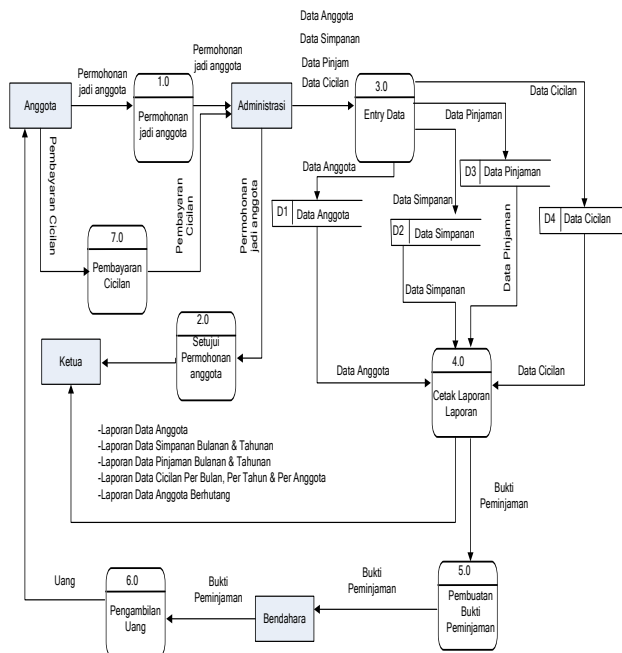 Data Anggota
Data Simpanan
Data Pinjam
Data Cicilan
Permohonan
jadi anggota
Permohonan
jadi anggota
Anggota
1.0
Permohonan
jadi anggota
Administrasi
3.0
Entry Data
Data Cicilan
Data Pinjaman
Data Anggota
Data Simpanan
D1
Data Anggota
D2
Data Simpanan
D3
Data Pinjaman
D4
Data Cicilan
Pembayaran Cicilan
Pembayaran
Cicilan
Permohonan
jadi anggota
7.0
Pembayaran
Cicilan
Data Simpanan
Data Pinjaman
2.0
Setujui
Permohonan
anggota
Ketua
4.0
Cetak Laporan
Laporan
Data Anggota
Data Cicilan
-Laporan Data Anggota
-Laporan Data Simpanan Bulanan & Tahunan
-Laporan Data Pinjaman Bulanan & Tahunan
-Laporan Data Cicilan Per Bulan, Per Tahun & Per Anggota
-Laporan Data Anggota Berhutang
Bukti
Peminjaman
Uang
6.0
Pengambilan
Uang
Bukti
Peminjaman
Bendahara
Bukti
Peminjaman
5.0
Pembuatan
Bukti
Peminjaman